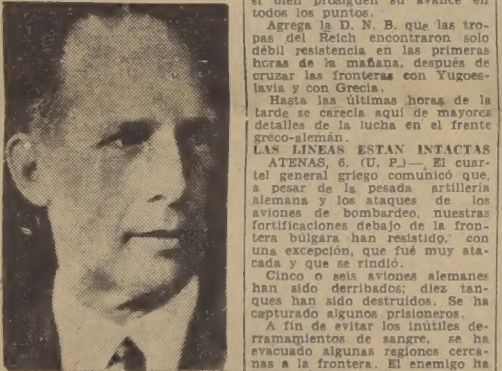 si bien prosiguen su avance en
todos los puntos.
Agrega la D. N. B. que las tro-
pas del Reich encontraron solo
débil resistencia en las primeras
horas de la mañana, después de
cruzar las fronteras con Yugoes-
lavia y con Grecia.
Hasta las últimas horas de la
tarde se carecía aquí de mayores
detalles de la lucha en el frente
greco-alemán.
LAS LINEAS ESTAN INTACTAS
ATENAS, 6. (U. P.)—. El cuar-
tel general griego comunicó que,
a pesar de la pesada artillería
alemana y los ataques de los
aviones de bombardeo, nuestras
fortificaciones debajo de la fron-
tera búlgara han resistido, con
una excepción, que fué muy ata-
cada y que se rindió.
Cinco o seis aviones alemanes
han sido derribados; diez tan-
ques han sido destruídos. Se ha
capturado algunos prisioneros.
A fin de evitar los inútiles de-
rramamientos de sangre, se ha
evacuado algunas regiones cerca-
nas a la frontera. El enemigo ha